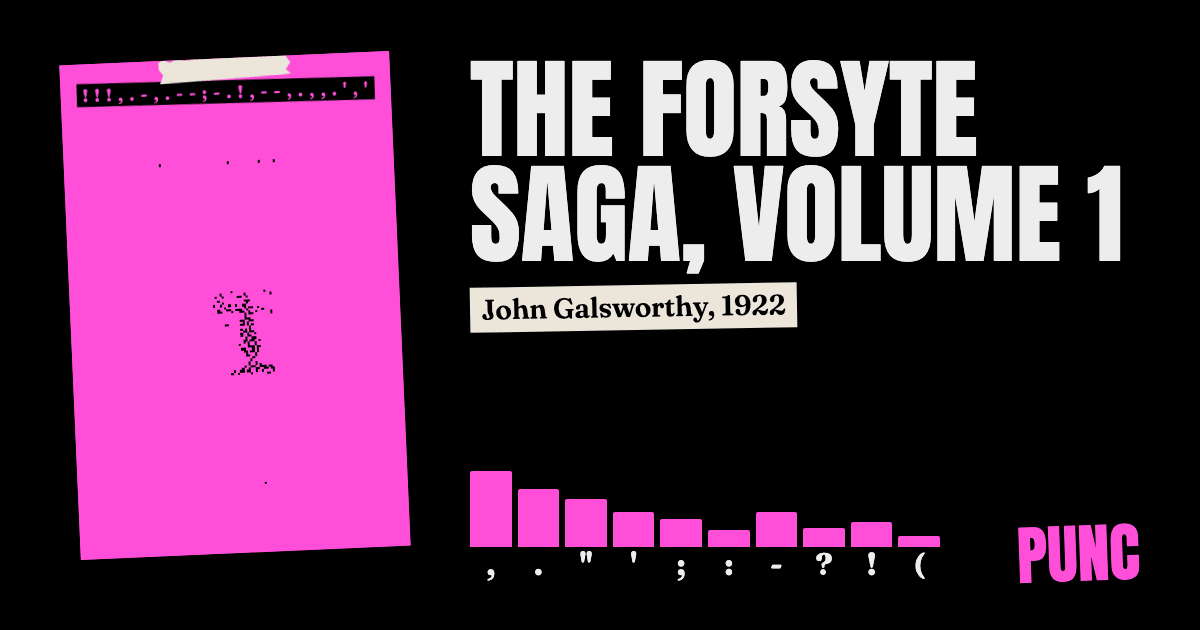 !!!,.-,.--;-.!,--,.,,.','
T
THE FORSYTE
SAGA, VOLUME 1
John Galsworthy, 1922
, . " ' ; : - ? ! (
PUNC